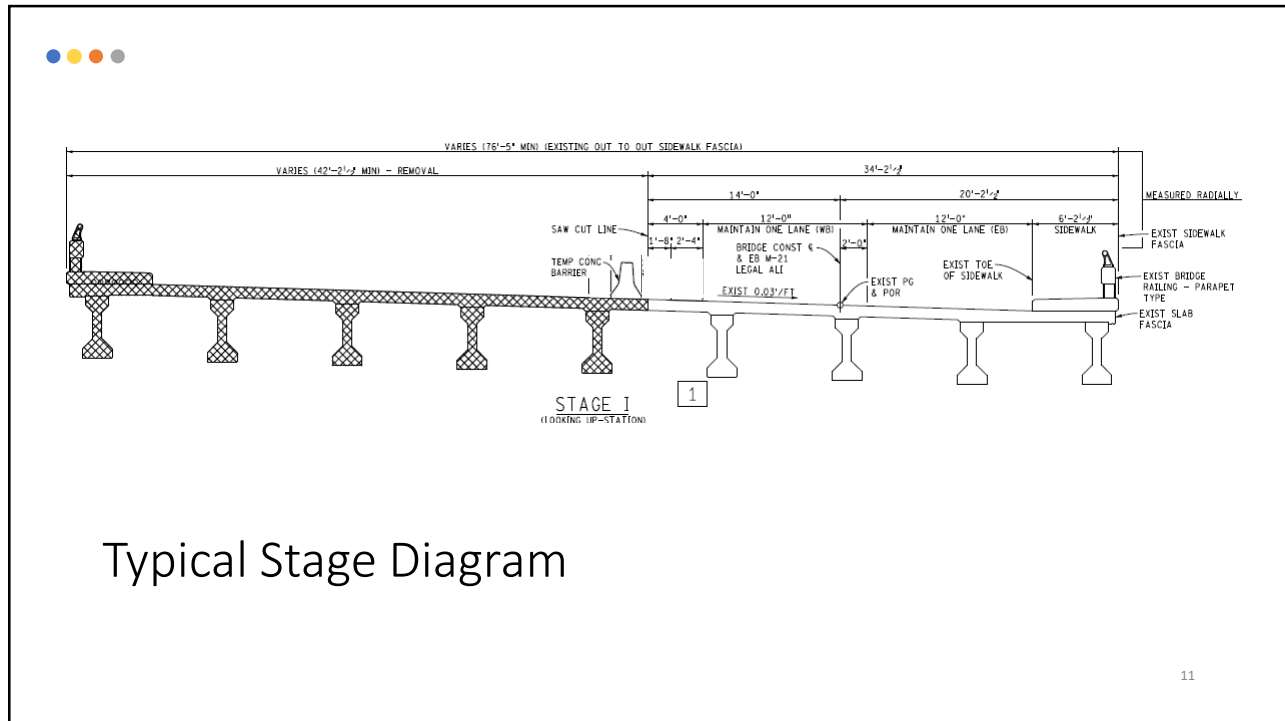 VARIES (76'-5" MIN) (EXISTING OUT TO OUT SIDEWALK FASCIA)
VARIES (42'-2½" MIN) - REMOVAL
34'-2½"
14'-0"
20'-2½"
MEASURED RADIALLY
4'-0"
12'-0"
12'-0"
6'-2½"
MAINTAIN ONE LANE (WB)
MAINTAIN ONE LANE (EB)
SIDEWALK
SAW CUT LINE
1'-8"
2'-4"
2'-0"
BRIDGE CONST ℄
& EB M-21
LEGAL ALI
EXIST SIDEWALK
FASCIA
TEMP CONC
BARRIER
EXIST TOE
OF SIDEWALK
EXIST 0.03'/FT
EXIST PG
& POR
EXIST BRIDGE
RAILING - PARAPET
TYPE
EXIST SLAB
FASCIA
STAGE I
(LOOKING UP-STATION)
1
Typical Stage Diagram
11